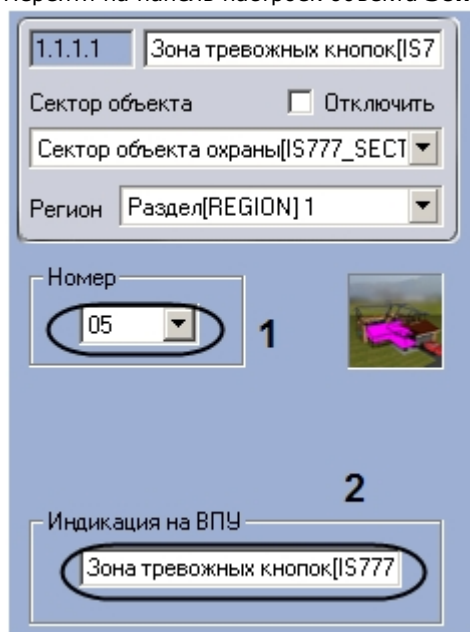 1.1.1.1 Зона тревожных кнопок[IS7
Сектор объекта Отключить
Сектор объекта охраны[IS777_SECT
Регион Раздел[REGION] 1
Номер
05 1
2
Индикация на ВПУ
Зона тревожных кнопок[IS777